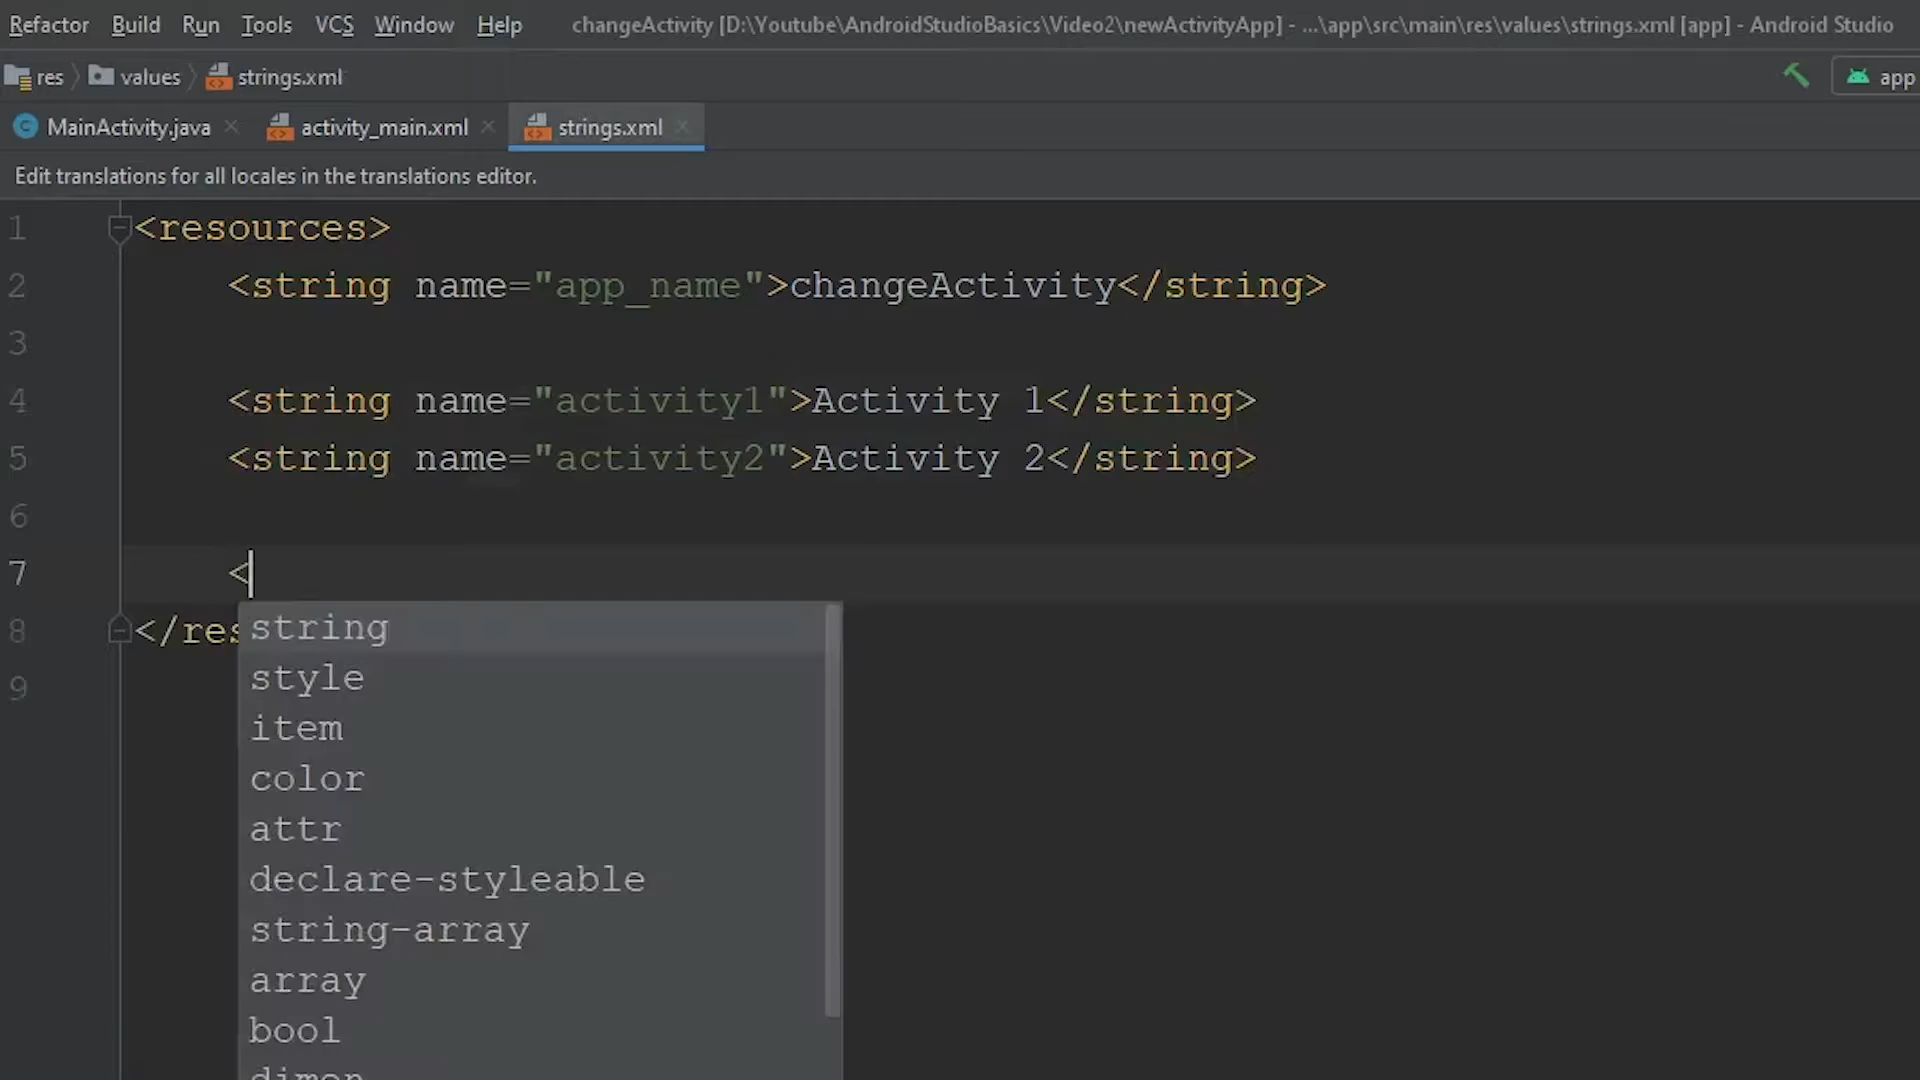 Refactor Build Run Tools VCS Window Help changeActivity [D:\Youtube\AndroidStudioBasics\Video2\newActivityApp] - ...\app\src\main\res\values\strings.xml [app] - Android Studio
res values strings.xml app
MainActivity.java activity_main.xml strings.xml
Edit translations for all locales in the translations editor.
1 <resources>
2 <string name="app_name">changeActivity</string>
3
4 <string name="activity1">Activity 1</string>
5 <string name="activity2">Activity 2</string>
6
7 <
8 </res
string
style
9
item
color
attr
declare-styleable
string-array
array
bool
dimen